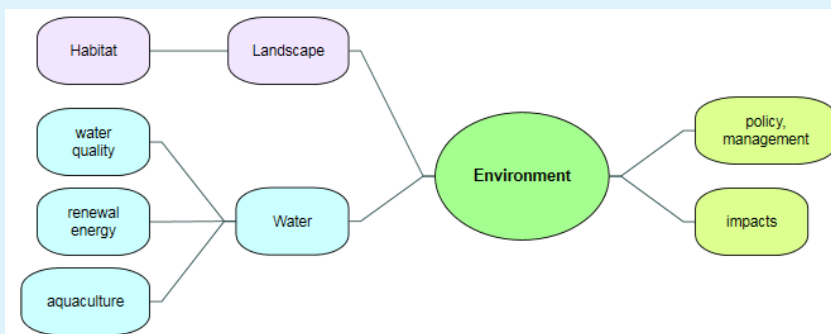 Habitat
Landscape
water
quality
renewal
energy
aquaculture
Water
Environment
policy,
management
impacts